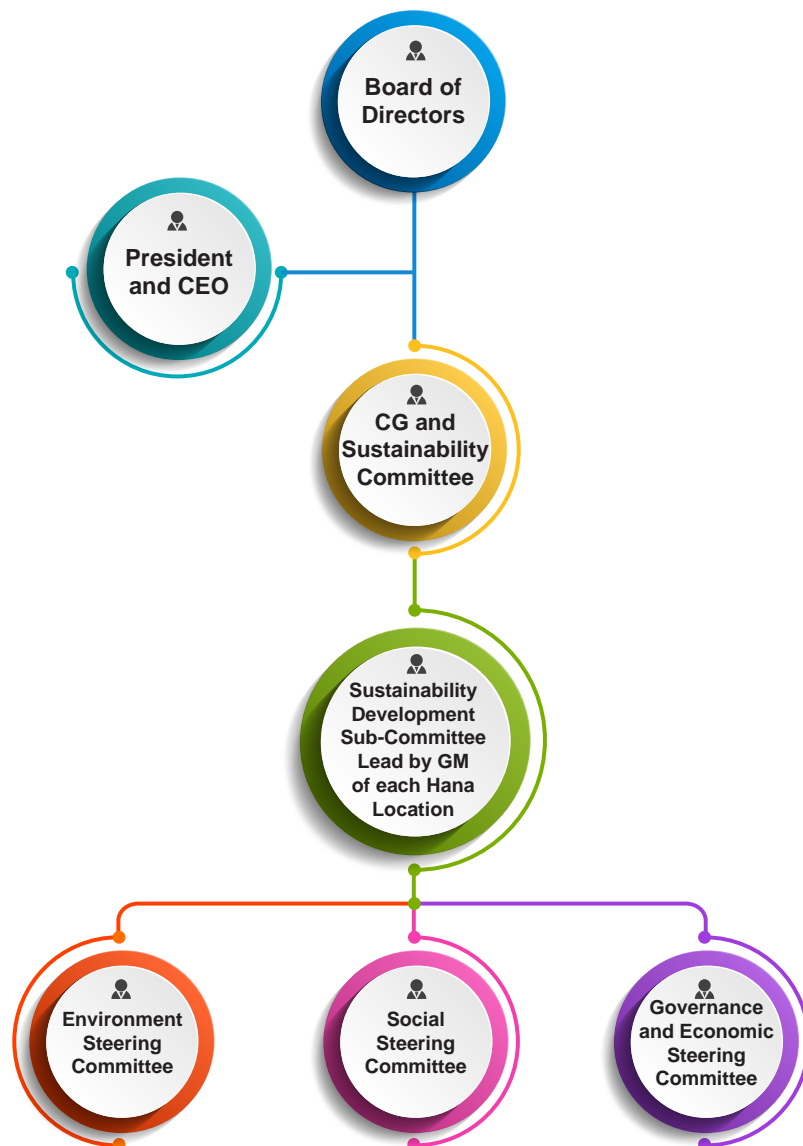 Board of
Directors
President
and CEO
CG and
Sustainability
Committee
Sustainability
Development
Sub-Committee
Lead by GM
of each Hana
Location
Environment
Steering
Committee
Social
Steering
Committee
Governance
and Economic
Steering
Committee